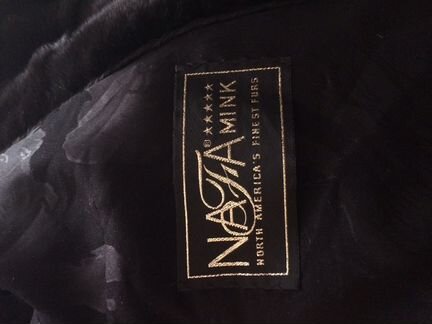 NAFA® ★★★★★
MINK
NORTH AMERICA'S FINEST FURS